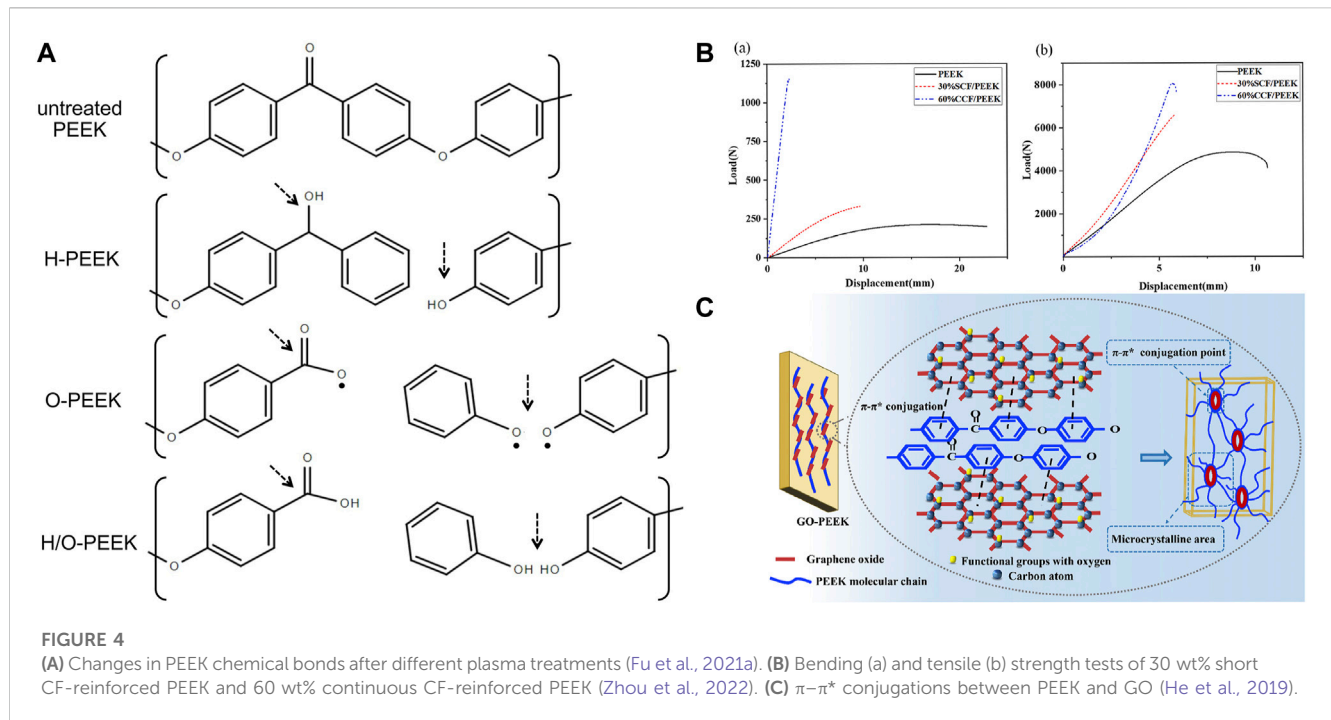 A
untreated
PEEK
O
O
O
H-PEEK
OH
O
HO
O-PEEK
O
O
O
O
O
H/O-PEEK
O
OH
O
OH
HO
B
(a)
1250
1000
750
500
250
0
Load(N)
0
10
20
Displacement(mm)
PEEK
30%SCF/PEEK
60%CCF/PEEK
(b)
8000
6000
4000
2000
0
Load(N)
0
5
10
Displacement(mm)
PEEK
30%SCF/PEEK
60%CCF/PEEK
C
GO-PEEK
π-π* conjugation
O
C
O
O
O
C
O
O
π-π* conjugation point
Microcrystalline area
Graphene oxide
PEEK molecular chain
Functional groups with oxygen
Carbon atom
FIGURE 4
(A) Changes in PEEK chemical bonds after different plasma treatments (Fu et al., 2021a). (B) Bending (a) and tensile (b) strength tests of 30 wt% short
CF-reinforced PEEK and 60 wt% continuous CF-reinforced PEEK (Zhou et al., 2022). (C) π–π* conjugations between PEEK and GO (He et al., 2019).